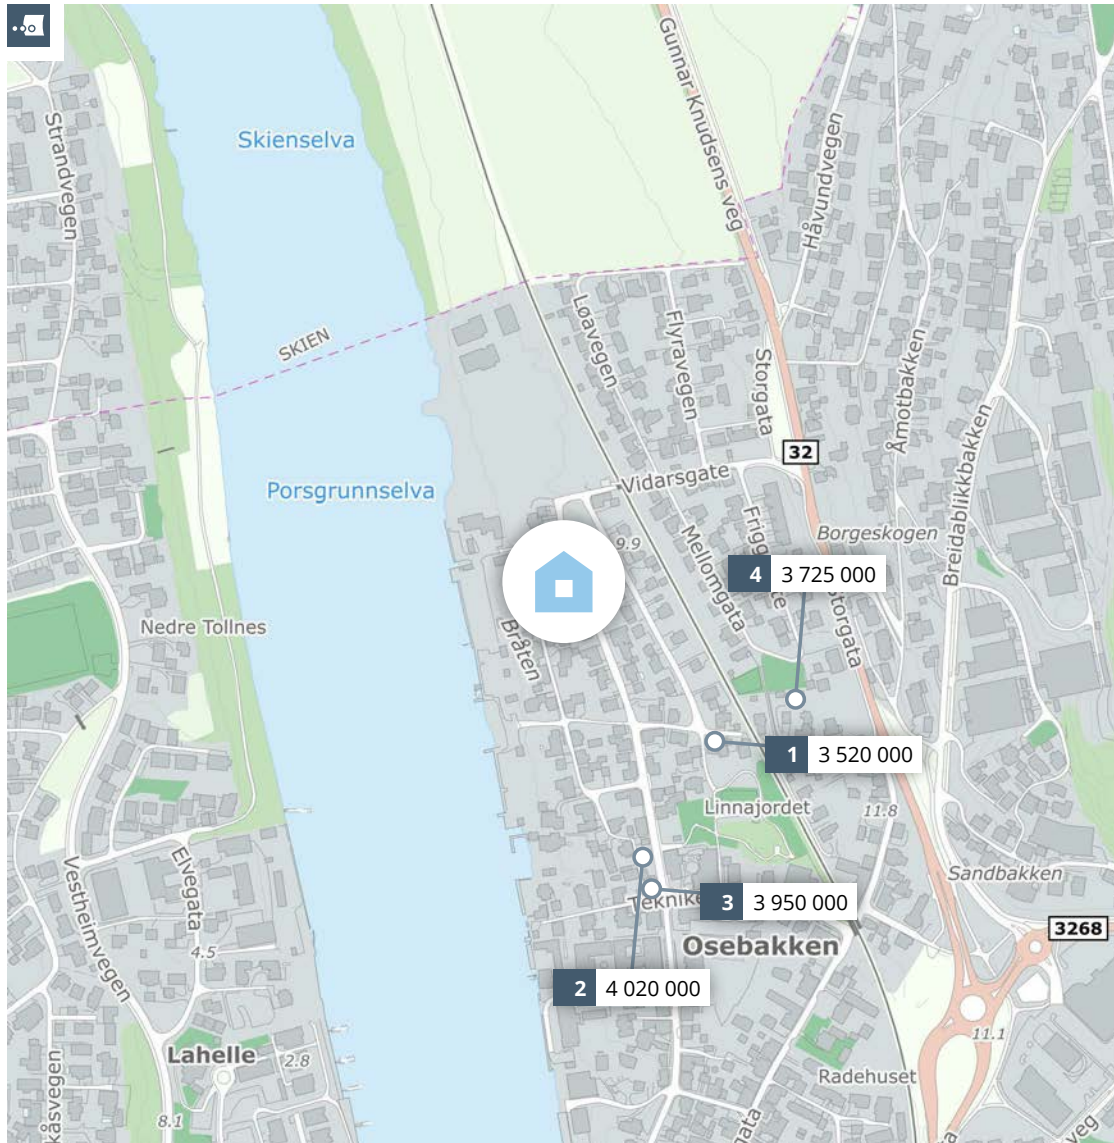 Gunnar Knudsens veg
Strandvegen
Skienselva
Håvundvegen
Løavegen
Flyravegen
SKIEN
Storgata
Åmotbakken
Breidablikkbakken
32
Vidarsgate
Porsgrunnselva
Mellomgata
Borgeskogen
9.9
4 3 725 000
Storgata
Nedre Tollnes
Bråten
1 3 520 000
Linnajordet
11.8
Elvegata
Vestheimvegen
Sandbakken
3 3 950 000
3268
Osebakken
4.5
2 4 020 000
11.1
Lahelle
2.8
Radehuset
8.1